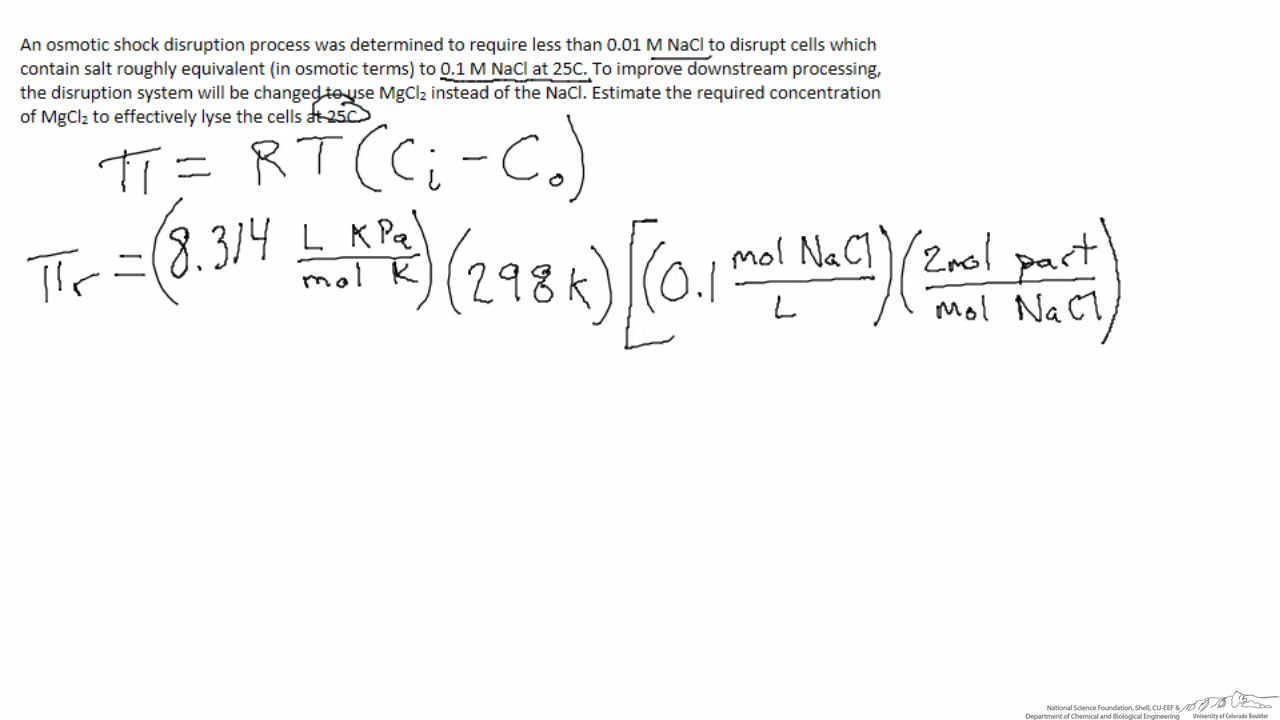 An osmotic shock disruption process was determined to require less than 0.01 M NaCl to disrupt cells which
contain salt roughly equivalent (in osmotic terms) to 0.1 M NaCl at 25C. To improve downstream processing,
the disruption system will be changed to use MgCl₂ instead of the NaCl. Estimate the required concentration
of MgCl₂ to effectively lyse the cells at 25C.
π = RT(Cᵢ - Cₒ)
πr = (8.314 L KPa / mol K) (298K) [(0.1 mol NaCl / L) (2 mol part / mol NaCl)
National Science Foundation, Shell, CU-EEF &
Department of Chemical and Biological Engineering
University of Colorado Boulder